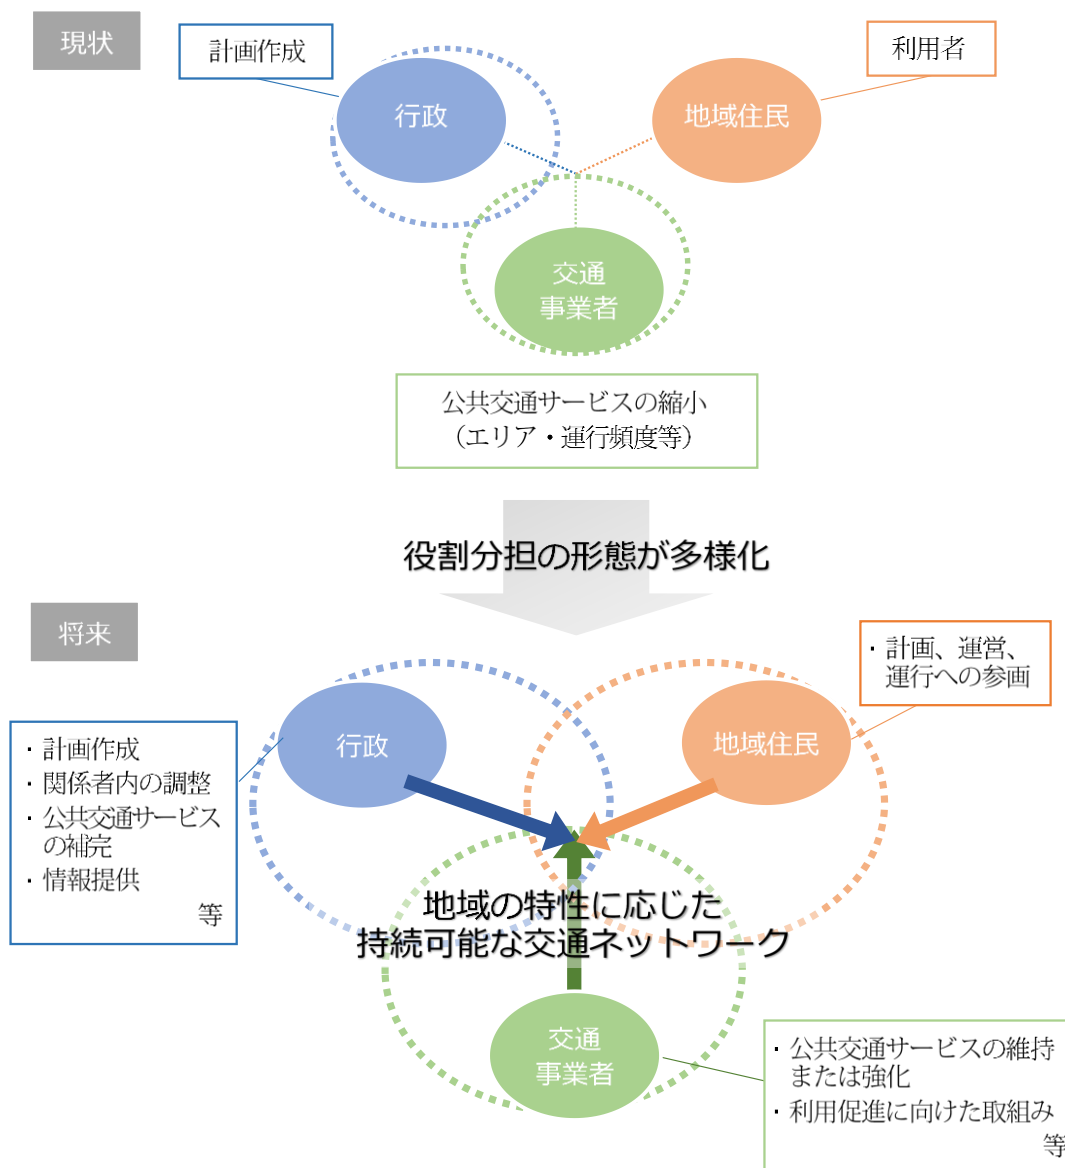 現状
計画作成
利用者
行政
地域住民
交通
事業者
公共交通サービスの縮小
（エリア・運行頻度等）
役割分担の形態が多様化
将来
・計画、運営、
運行への参画
行政
地域住民
・計画作成
・関係者内の調整
・公共交通サービス
の補完
・情報提供
等
地域の特性に応じた
持続可能な交通ネットワーク
交通
事業者
・公共交通サービスの維持
または強化
・利用促進に向けた取組み
等